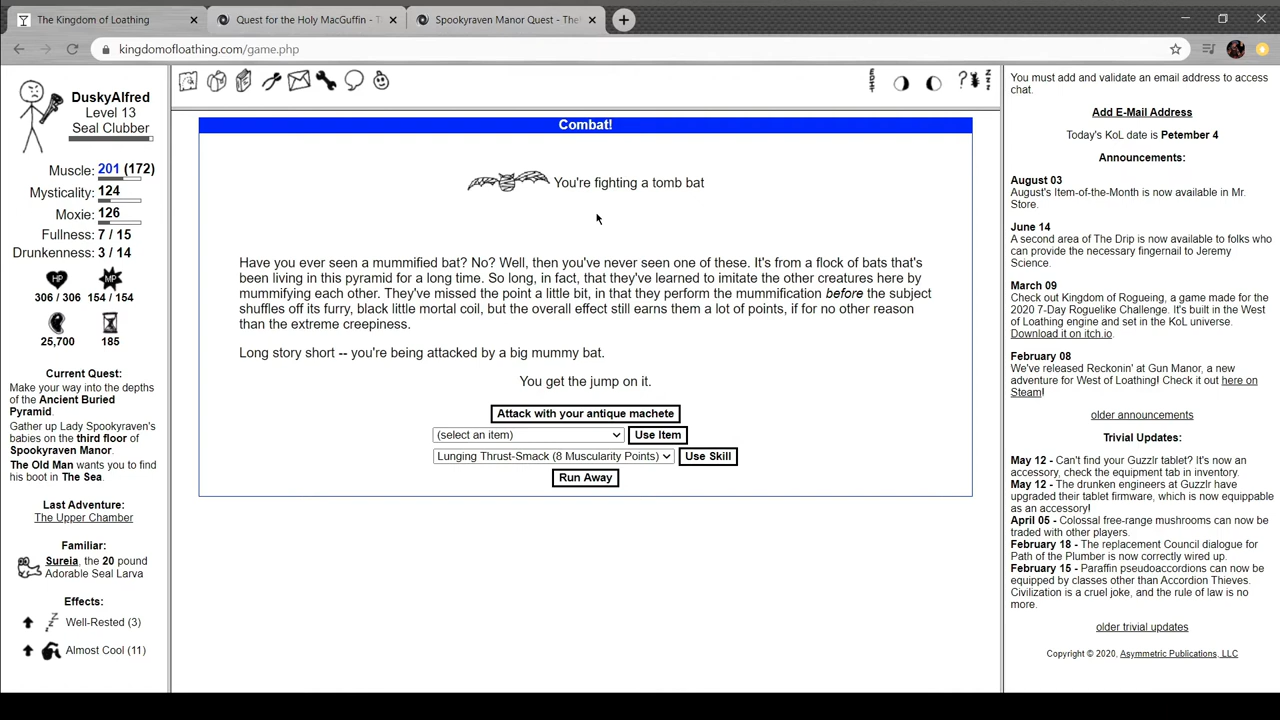 The Kingdom of Loathing
Quest for the Holy MacGuffin - T
Spookyraven Manor Quest - The
kingdomofloathing.com/game.php
DuskyAlfred
Level 13
Seal Clubber
Muscle: 201 (172)
Mysticality: 124
Moxie: 126
Fullness: 7 / 15
Drunkenness: 3 / 14
HP
MP
306 / 306
154 / 154
25,700
185
Current Quest:
Make your way into the depths
of the Ancient Buried
Pyramid.
Gather up Lady Spookyraven's
babies on the third floor of
Spookyraven Manor.
The Old Man wants you to find
his boot in The Sea.
Last Adventure:
The Upper Chamber
Familiar:
Sureia, the 20 pound
Adorable Seal Larva
Effects:
Well-Rested (3)
Almost Cool (11)
Combat!
You're fighting a tomb bat
Have you ever seen a mummified bat? No? Well, then you've never seen one of these. It's from a flock of bats that's
been living in this pyramid for a long time. So long, in fact, that they've learned to imitate the other creatures here by
mummifying each other. They've missed the point a little bit, in that they perform the mummification before the subject
shuffles off its furry, black little mortal coil, but the overall effect still earns them a lot of points, if for no other reason
than the extreme creepiness.
Long story short -- you're being attacked by a big mummy bat.
You get the jump on it.
Attack with your antique machete
(select an item)
Use Item
Lunging Thrust-Smack (8 Muscularity Points)
Use Skill
Run Away
You must add and validate an email address to access
chat.
Add E-Mail Address
Today's KoL date is Petember 4
Announcements:
August 03
August's Item-of-the-Month is now available in Mr.
Store.
June 14
A second area of The Drip is now available to folks who
can provide the necessary fingernail to Jeremy
Science.
March 09
Check out Kingdom of Rogueing, a game made for the
2020 7-Day Roguelike Challenge. It's built in the West
of Loathing engine and set in the KoL universe.
Download it on itch.io.
February 08
We've released Reckonin' at Gun Manor, a new
adventure for West of Loathing! Check it out here on
Steam!
older announcements
Trivial Updates:
May 12 - Can't find your Guzzlr tablet? It's now an
accessory, check the equipment tab in inventory.
May 12 - The drunken engineers at Guzzlr have
upgraded their tablet firmware, which is now equippable
as an accessory!
April 05 - Colossal free-range mushrooms can now be
traded with other players.
February 18 - The replacement Council dialogue for
Path of the Plumber is now correctly wired up.
February 15 - Paraffin pseudoaccordions can now be
equipped by classes other than Accordion Thieves.
Civilization is a cruel joke, and the rule of law is no
more.
older trivial updates
Copyright © 2020, Asymmetric Publications, LLC